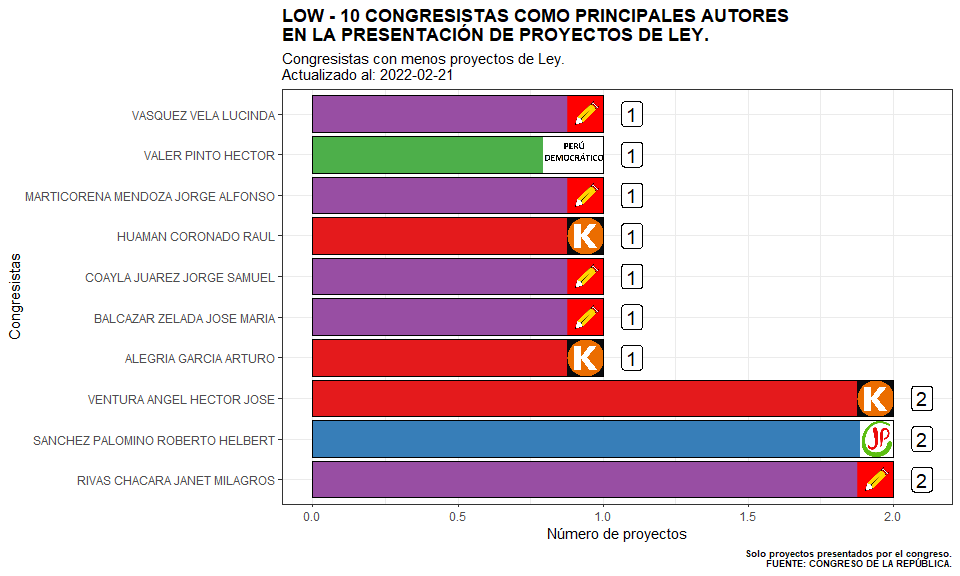 LOW - 10 CONGRESISTAS COMO PRINCIPALES AUTORES
EN LA PRESENTACIÓN DE PROYECTOS DE LEY.
Congresistas con menos proyectos de Ley.
Actualizado al: 2022-02-21
Congresistas
VASQUEZ VELA LUCINDA
1
VALER PINTO HECTOR
PERÚ
DEMOCRÁTICO
1
MARTICORENA MENDOZA JORGE ALFONSO
1
HUAMAN CORONADO RAUL
K
1
COAYLA JUAREZ JORGE SAMUEL
1
BALCAZAR ZELADA JOSE MARIA
1
ALEGRIA GARCIA ARTURO
K
1
VENTURA ANGEL HECTOR JOSE
K
2
SANCHEZ PALOMINO ROBERTO HELBERT
JP
2
RIVAS CHACARA JANET MILAGROS
2
0.0 0.5 1.0 1.5 2.0
Número de proyectos
Solo proyectos presentados por el congreso.
FUENTE: CONGRESO DE LA REPÚBLICA.